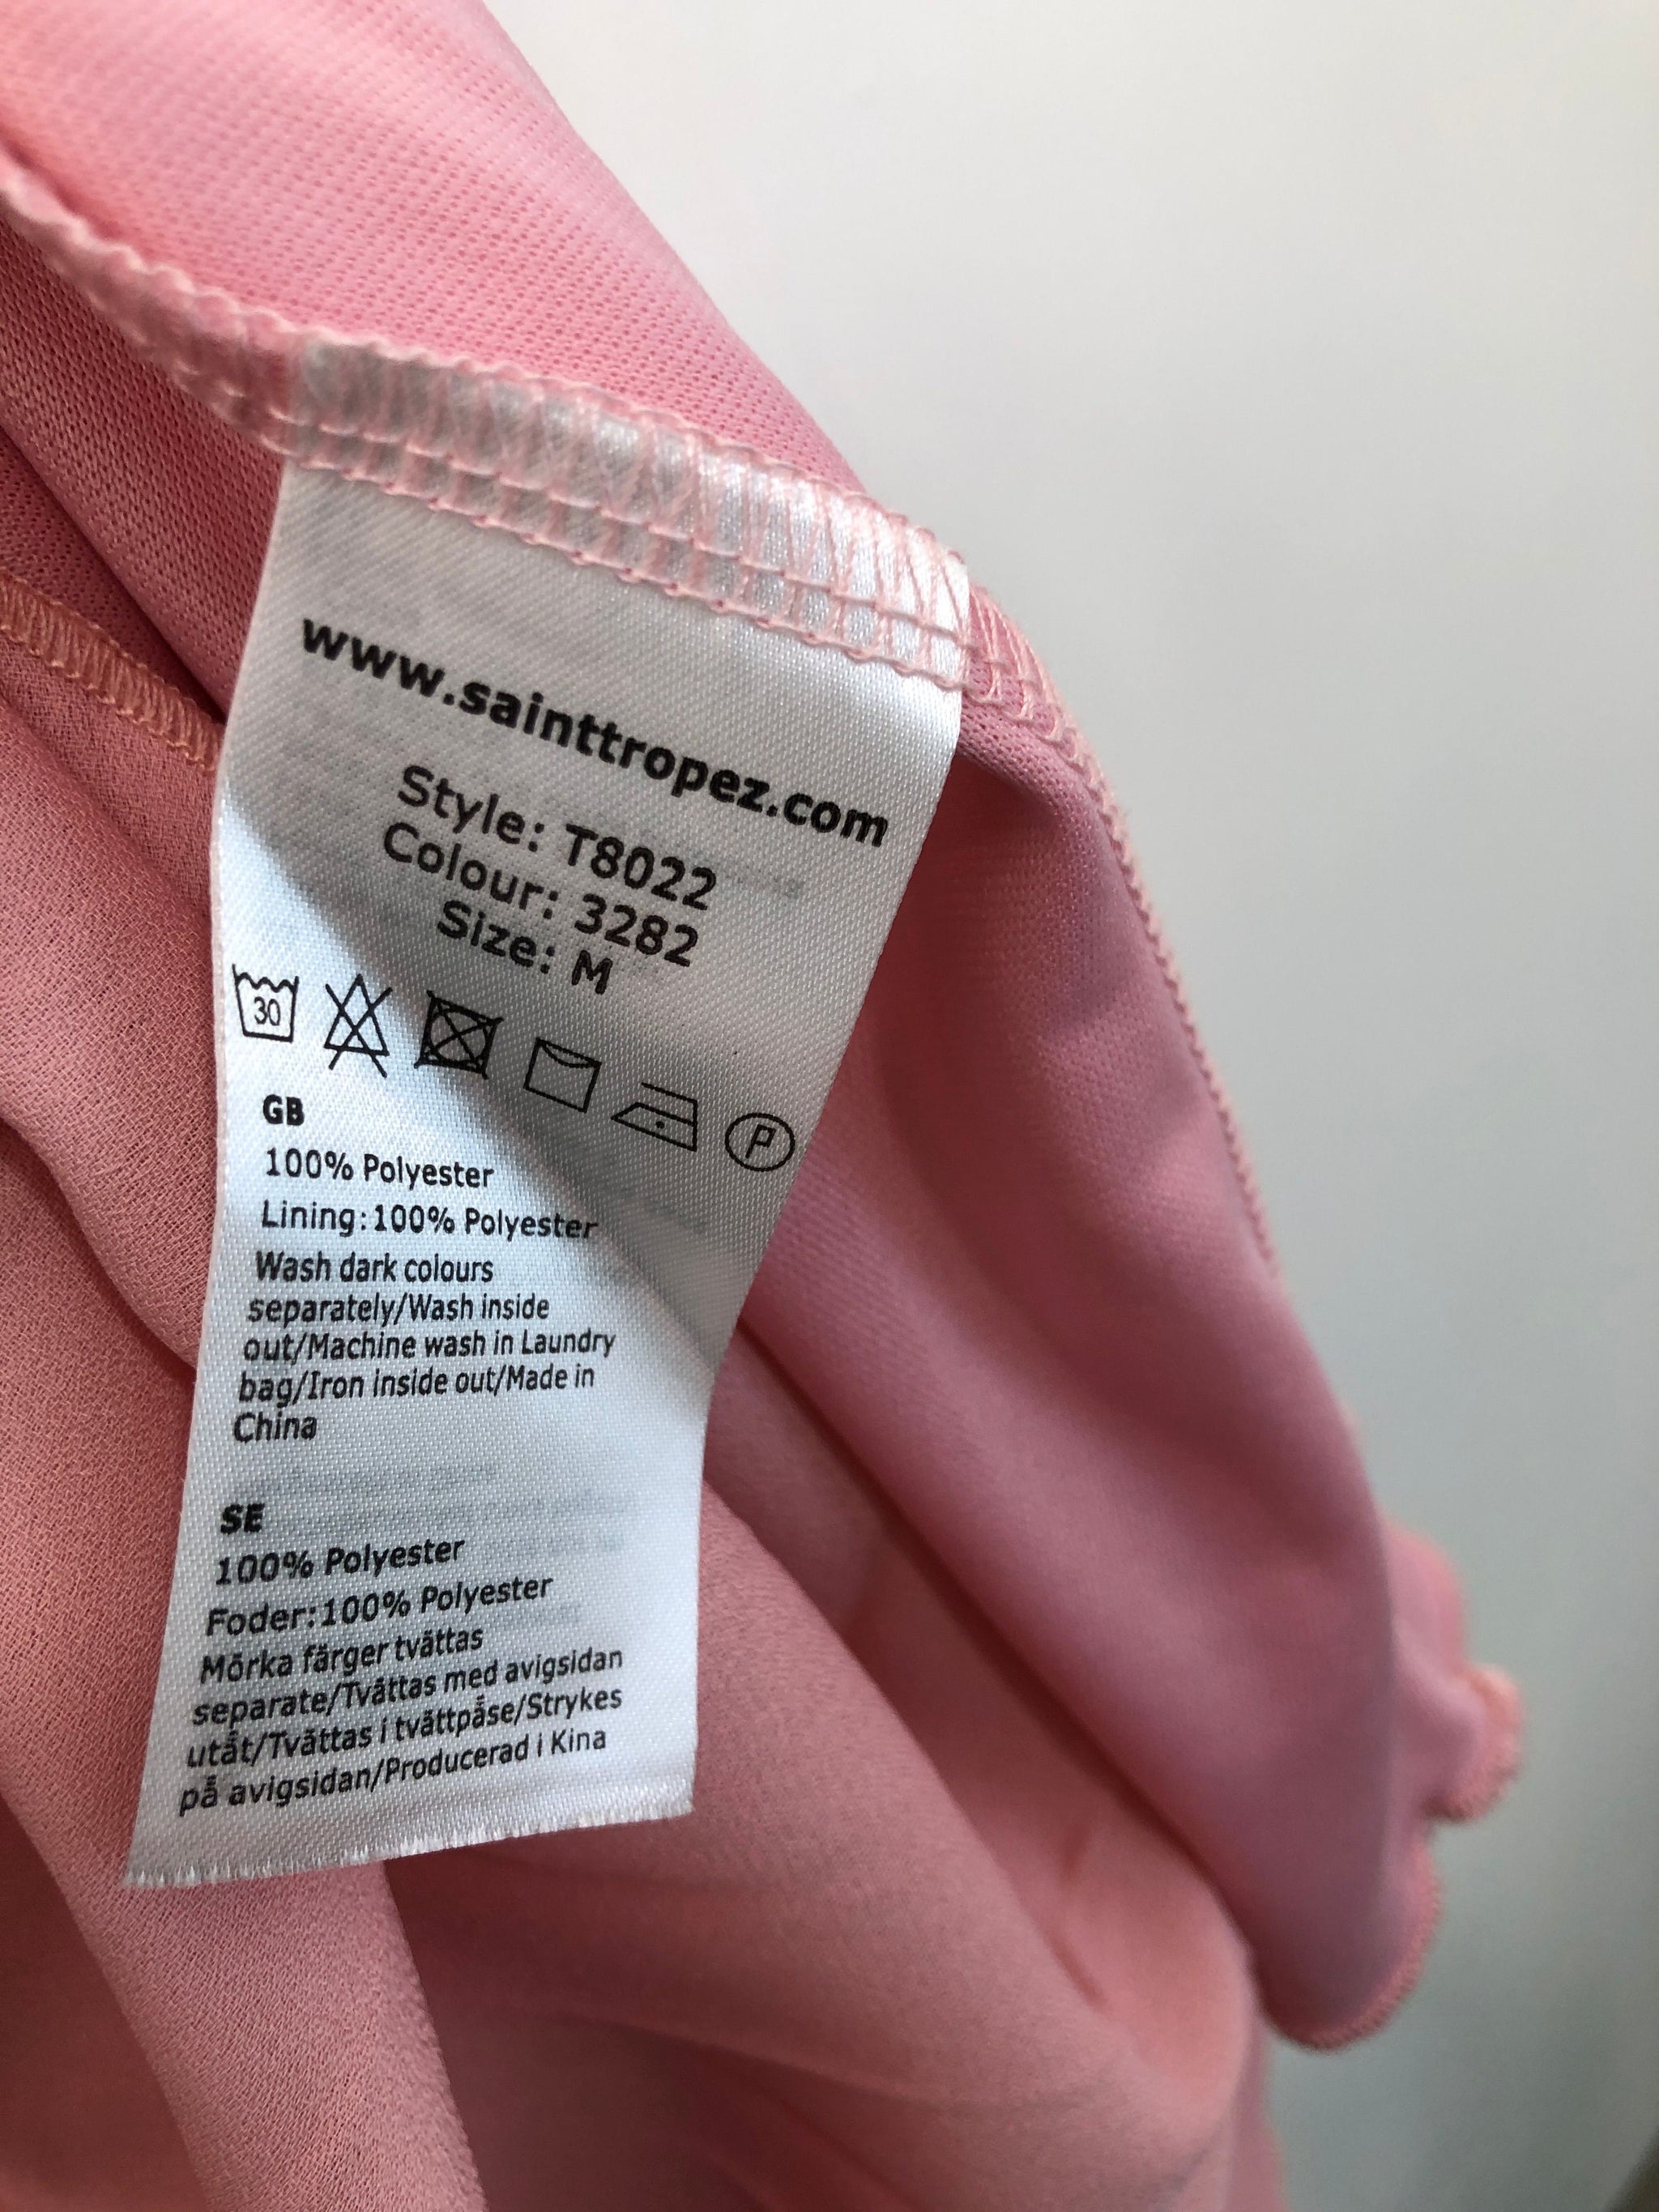 www.sainttropez.com
Style: T8022
Colour: 3282
Size: M
30
P
GB
100% Polyester
Lining:100% Polyester
Wash dark colours
separately/Wash inside
out/Machine wash in Laundry
bag/Iron inside out/Made in
China
SE
100% Polyester
Foder:100% Polyester
Mörka färger tvättas
separate/Tvättas med avigsidan
utåt/Tvättas i tvättpåse/Strykes
på avigsidan/Producerad i Kina